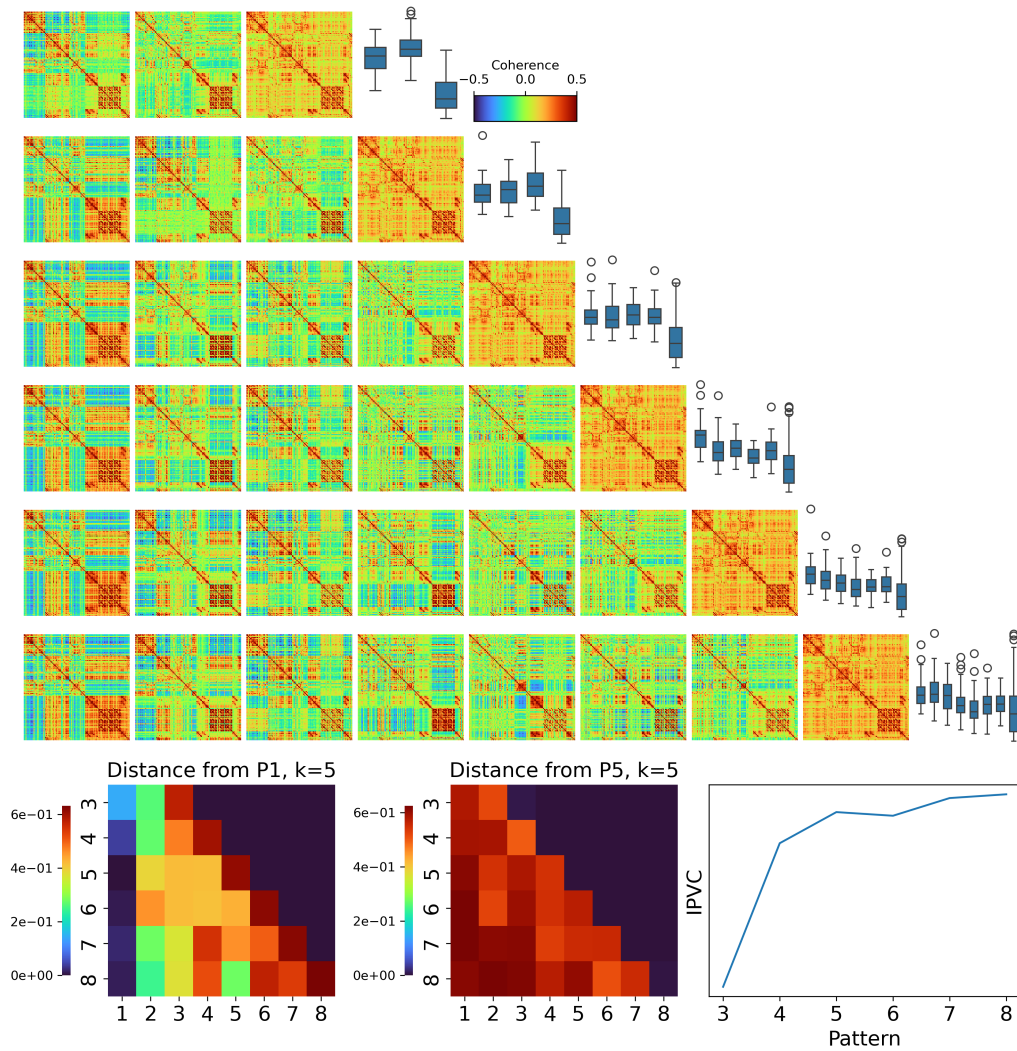 Coherence
−0.5 0.0 0.5
Distance from P1, k=5
Distance from P5, k=5
6e−01
4e−01
2e−01
0e+00
3
4
5
6
7
8
1 2 3 4 5 6 7 8
6e−01
4e−01
2e−01
0e+00
3
4
5
6
7
8
1 2 3 4 5 6 7 8
IPVC
3 4 5 6 7 8
Pattern